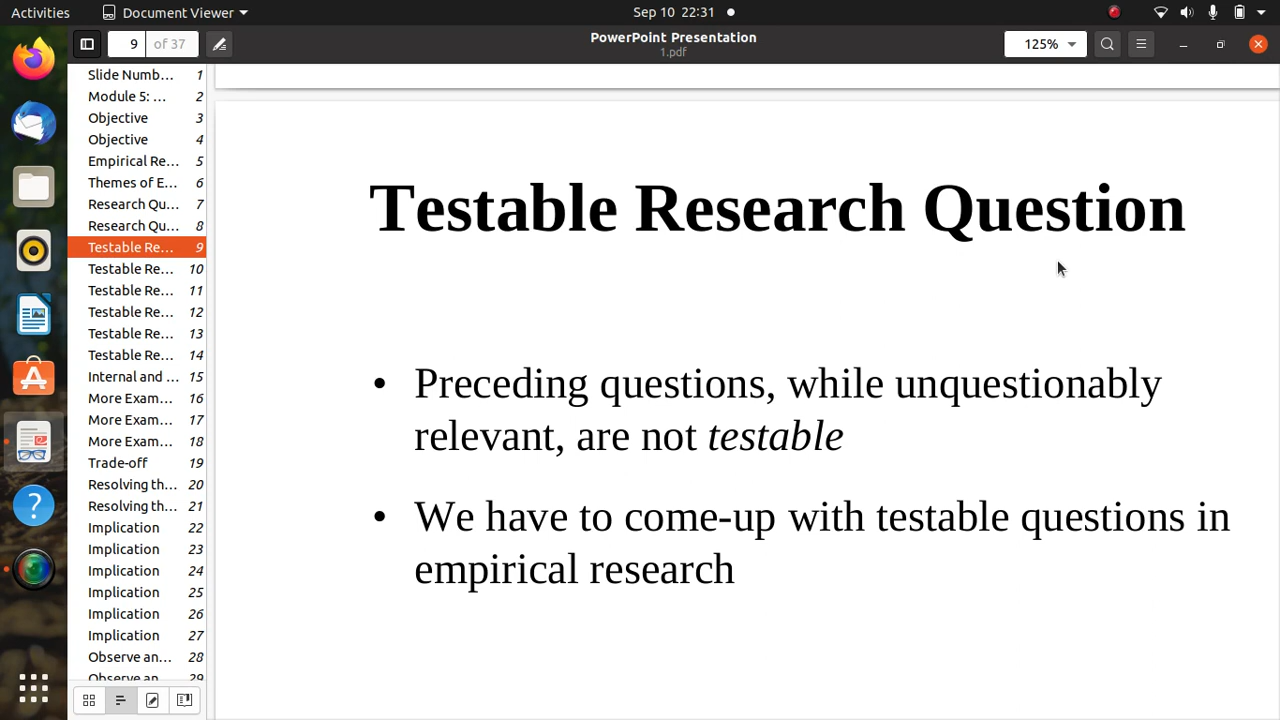 Activities
Document Viewer
Sep 10 22:31
9 of 37
PowerPoint Presentation
1.pdf
125%
Slide Numb... 1
Module 5: ... 2
Objective 3
Objective 4
Empirical Re... 5
Themes of E... 6
Research Qu... 7
Research Qu... 8
Testable Re... 9
Testable Re... 10
Testable Re... 11
Testable Re... 12
Testable Re... 13
Testable Re... 14
Internal and ... 15
More Exam... 16
More Exam... 17
More Exam... 18
Trade-off 19
Resolving th... 20
Resolving th... 21
Implication 22
Implication 23
Implication 24
Implication 25
Implication 26
Implication 27
Observe an... 28
Observe an... 29
Testable Research Question
• Preceding questions, while unquestionably
relevant, are not testable
• We have to come-up with testable questions in
empirical research